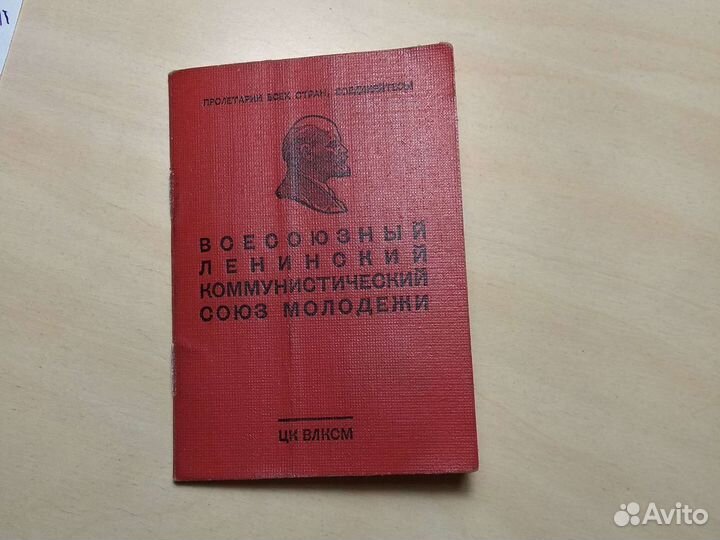 ПРОЛЕТАРИИ ВСЕХ СТРАН, СОЕДИНЯЙТЕСЬ!
ВСЕСОЮЗНЫЙ
ЛЕНИНСКИЙ
КОММУНИСТИЧЕСКИЙ
СОЮЗ МОЛОДЕЖИ
ЦК ВЛКСМ
Avito